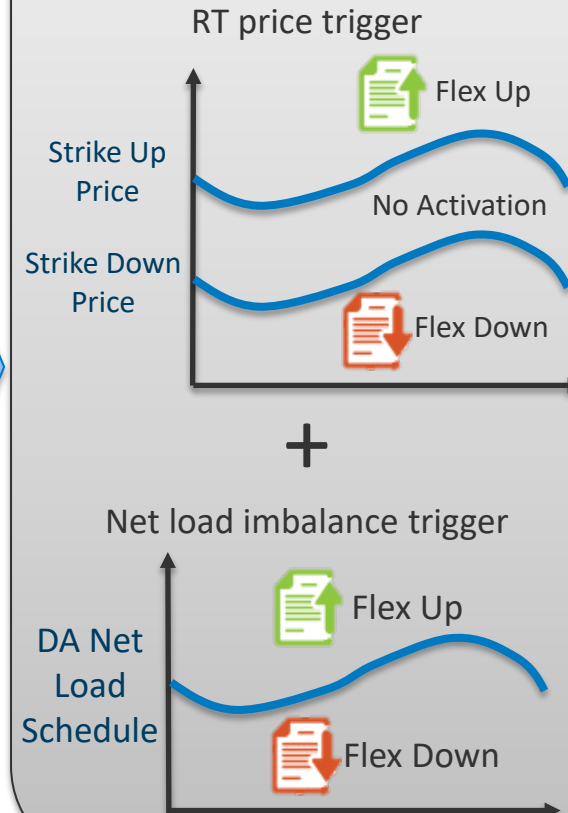 RT price trigger
Flex Up
Strike Up
Price
No Activation
Strike Down
Price
Flex Down
+
Net load imbalance trigger
Flex Up
DA Net
Load
Schedule
Flex Down